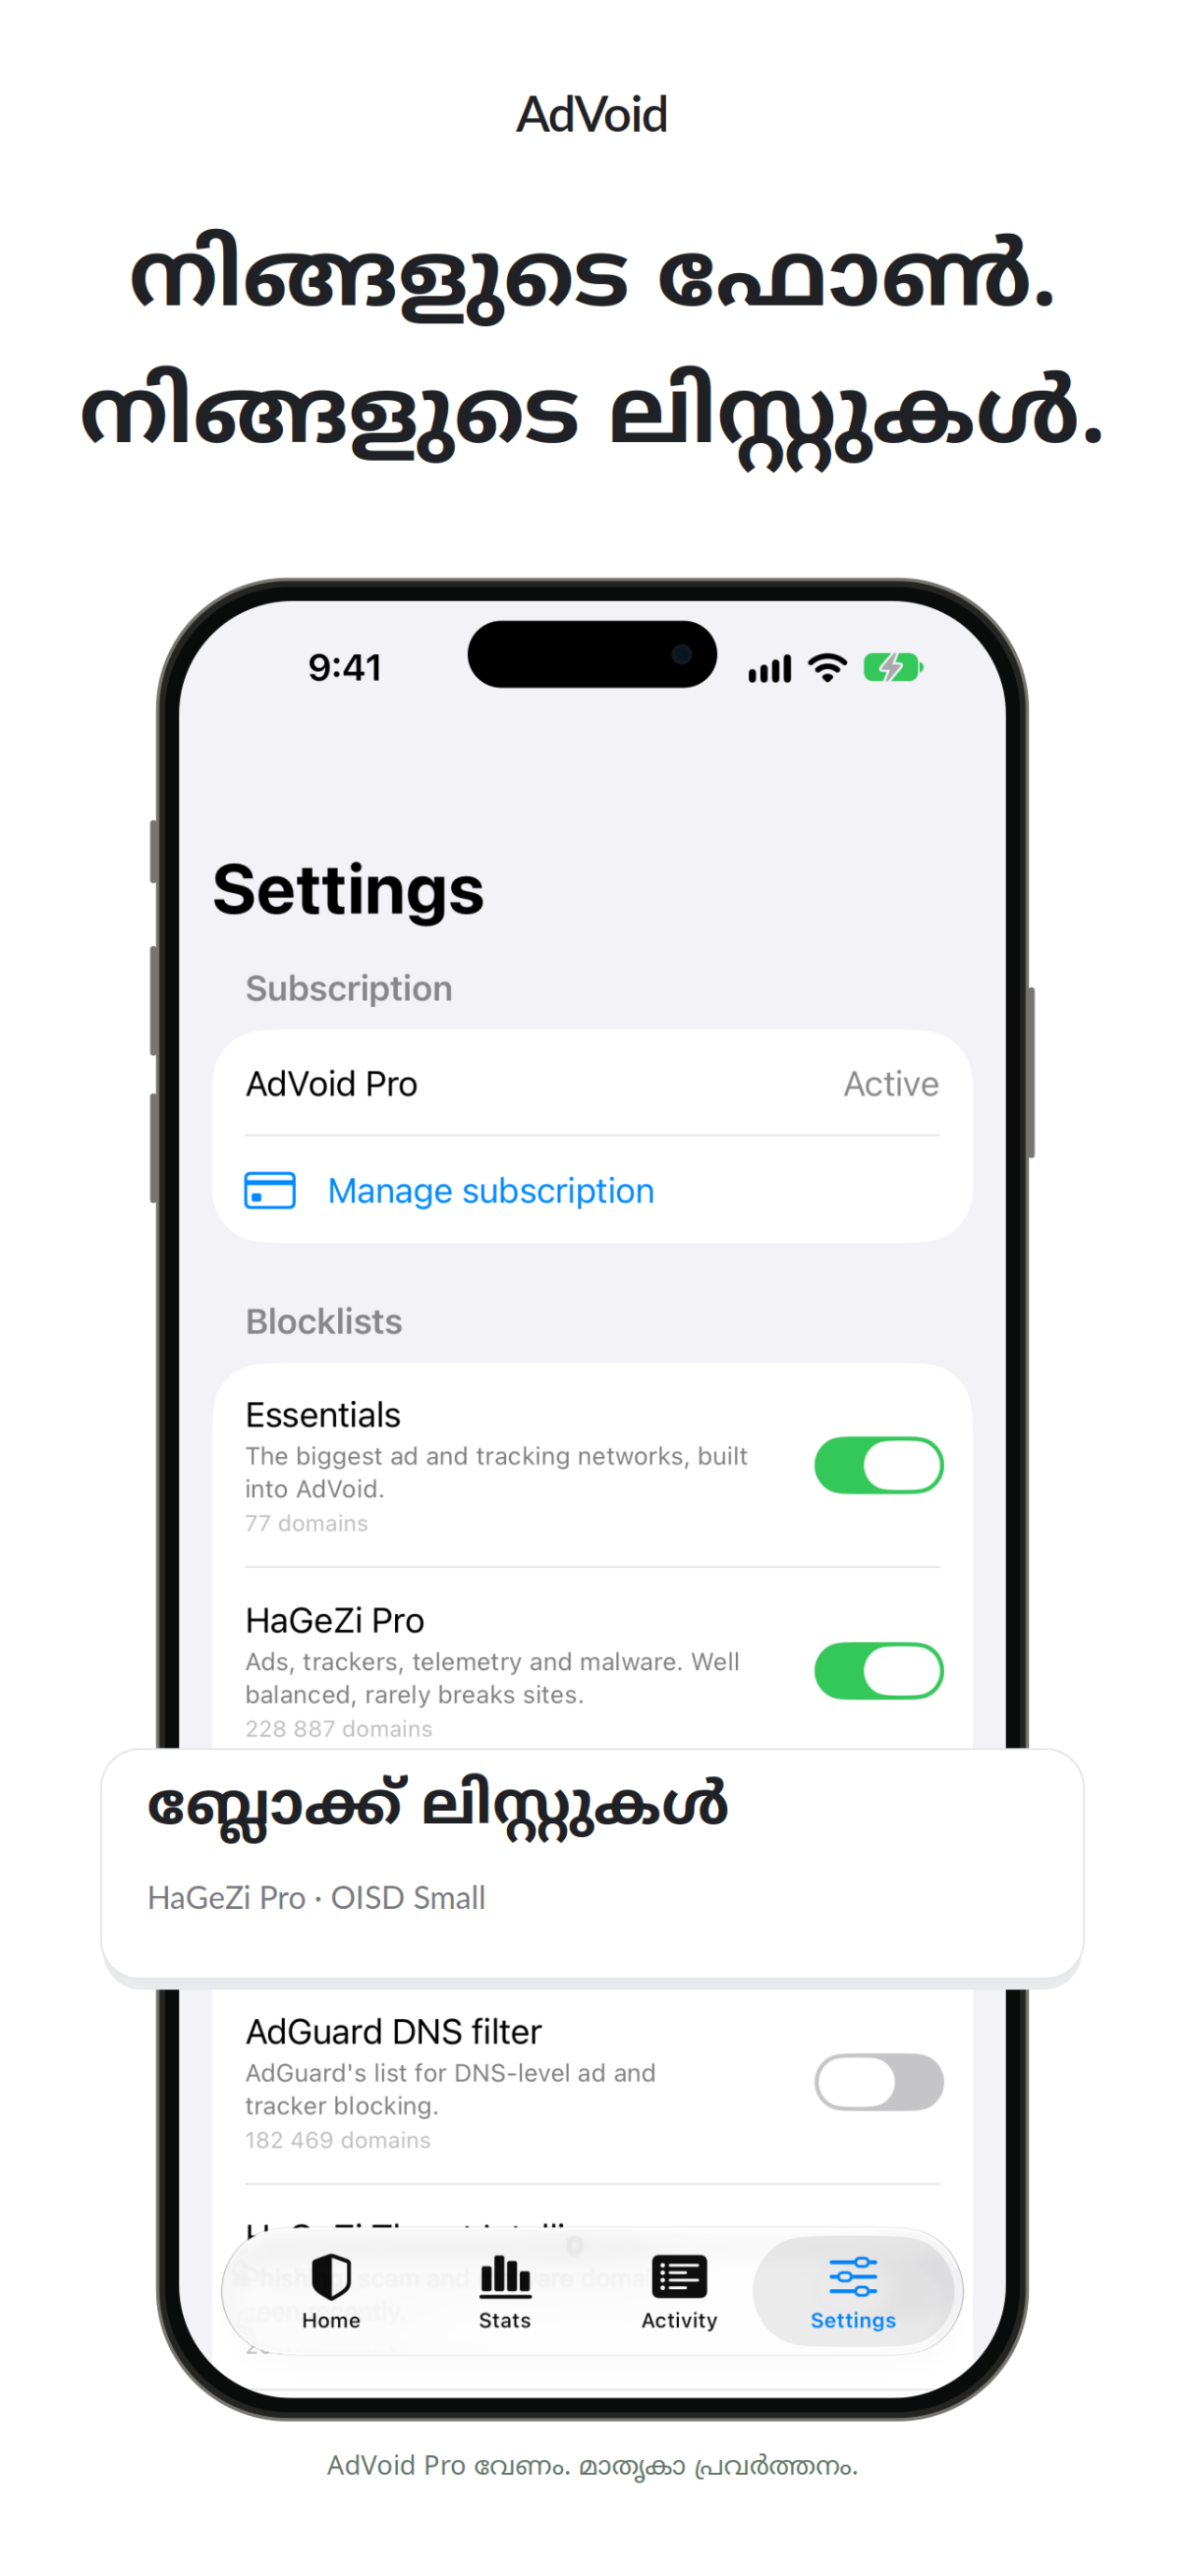 AdVoid
നിങ്ങളുടെ ഫോൺ.
നിങ്ങളുടെ ലിസ്റ്റുകൾ.
9:41
Settings
Subscription
AdVoid Pro Active
Manage subscription
Blocklists
Essentials
The biggest ad and tracking networks, built
into AdVoid.
77 domains
HaGeZi Pro
Ads, trackers, telemetry and malware. Well
balanced, rarely breaks sites.
228 887 domains
ബ്ലോക്ക് ലിസ്റ്റുകൾ
HaGeZi Pro · OISD Small
AdGuard DNS filter
AdGuard's list for DNS-level ad and
tracker blocking.
182 469 domains
Home Stats Activity Settings
AdVoid Pro വേണം. മാതൃകാ പ്രവർത്തനം.